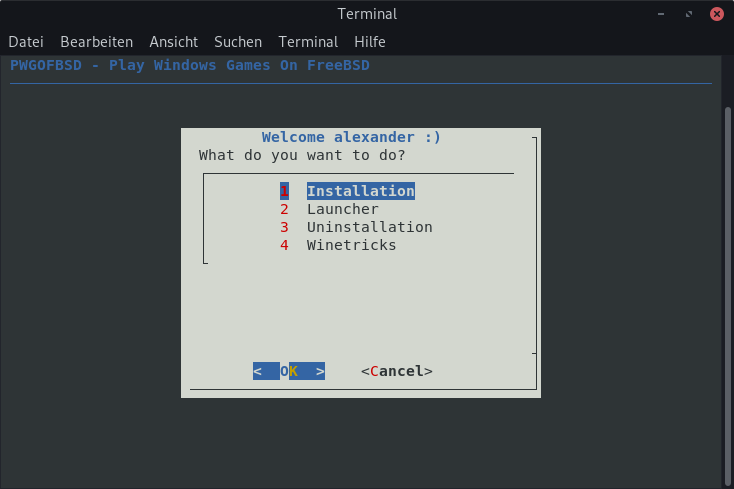 Terminal
Datei Bearbeiten Ansicht Suchen Terminal Hilfe
PWGOFBSD - Play Windows Games On FreeBSD
Welcome alexander :)
What do you want to do?
1 Installation
2 Launcher
3 Uninstallation
4 Winetricks
< OK > <Cancel>